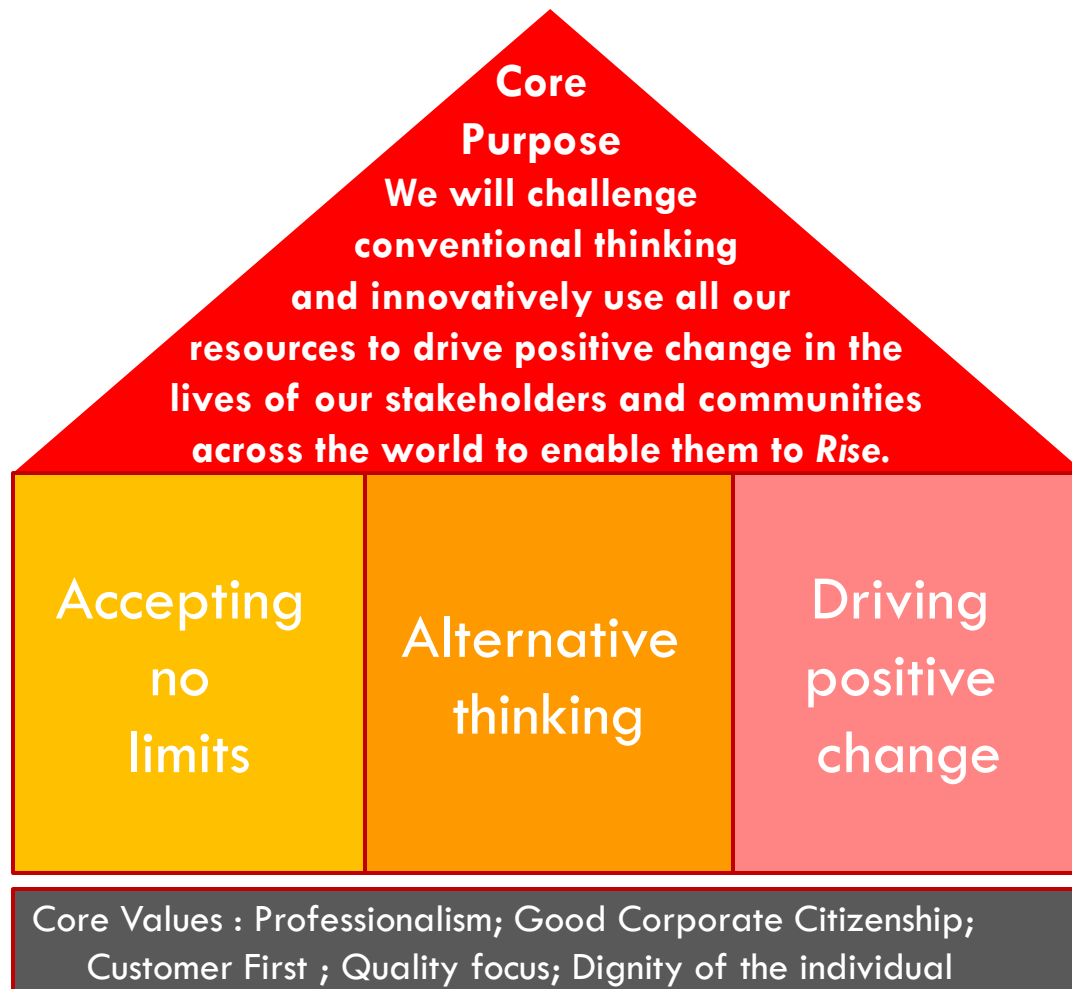 Core
Purpose
We will challenge
conventional thinking
and innovatively use all our
resources to drive positive change in the
lives of our stakeholders and communities
across the world to enable them to Rise.
Accepting
no
limits
Alternative
thinking
Driving
positive
change
Core Values : Professionalism; Good Corporate Citizenship;
Customer First ; Quality focus; Dignity of the individual